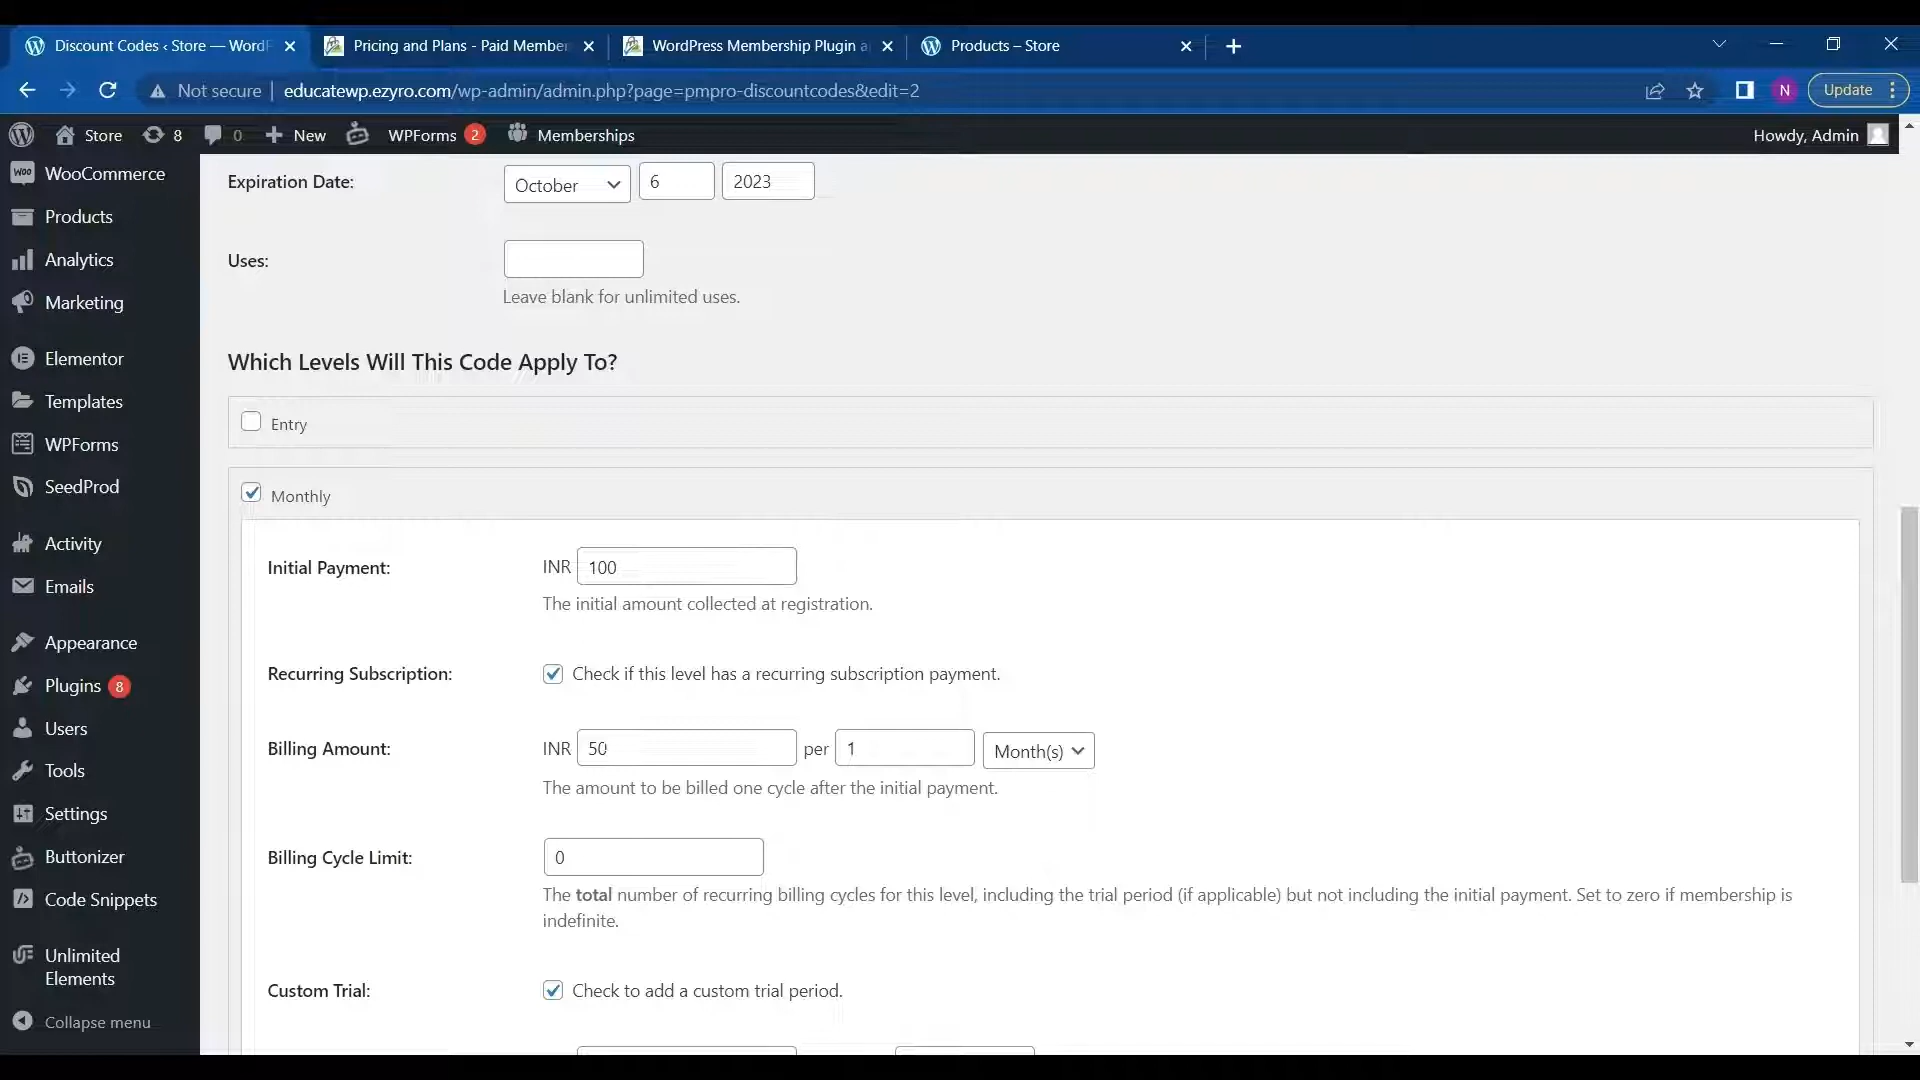 Discount Codes ‹ Store — WordP
Pricing and Plans - Paid Member
WordPress Membership Plugin a
Products – Store
Not secure
educatewp.ezyro.com/wp-admin/admin.php?page=pmpro-discountcodes&edit=2
N
Update
Store
8
0
New
WPForms 2
Memberships
Howdy, Admin
WooCommerce
Products
Analytics
Marketing
Elementor
Templates
WPForms
SeedProd
Activity
Emails
Appearance
Plugins 8
Users
Tools
Settings
Buttonizer
Code Snippets
Unlimited
Elements
Collapse menu
Expiration Date:
October
6
2023
Uses:
Leave blank for unlimited uses.
Which Levels Will This Code Apply To?
Entry
Monthly
Initial Payment:
INR 100
The initial amount collected at registration.
Recurring Subscription:
Check if this level has a recurring subscription payment.
Billing Amount:
INR 50 per 1 Month(s)
The amount to be billed one cycle after the initial payment.
Billing Cycle Limit:
0
The total number of recurring billing cycles for this level, including the trial period (if applicable) but not including the initial payment. Set to zero if membership is
indefinite.
Custom Trial:
Check to add a custom trial period.